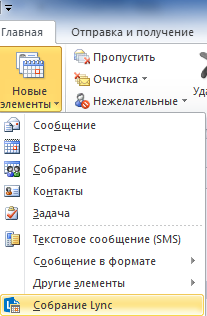 Главная Отправка и получение
Новые элементы
Пропустить
Очистка
Нежелательные
Сообщение
Встреча
Собрание
Контакты
Задача
Текстовое сообщение (SMS)
Сообщение в формате
Другие элементы
Собрание Lync